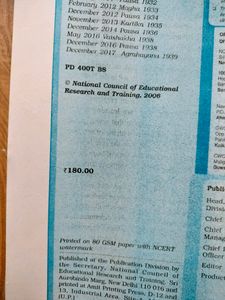 February 2012 Magha 1933
December 2012 Pausa 1934
November 2013 Kartika 1935
December 2014 Pausa 1936
May 2016 Vaishakha 1938
December 2016 Pausa 1938
December 2017 Agrahayana 1939
PD 400T BS
© National Council of Educational
Research and Training, 2006
₹180.00
Printed on 80 GSM paper with NCERT
watermark
Published at the Publication Division by
the Secretary, National Council of
Educational Research and Training, Sri
Aurobindo Marg, New Delhi 110 016 and
printed at Amit Printing Press, D-12 and
13, Industrial Area,
(U.P.)
Publi
Head,
Divisi
Chief
Chief
Manag
Chief
Officer
Editor
Produc